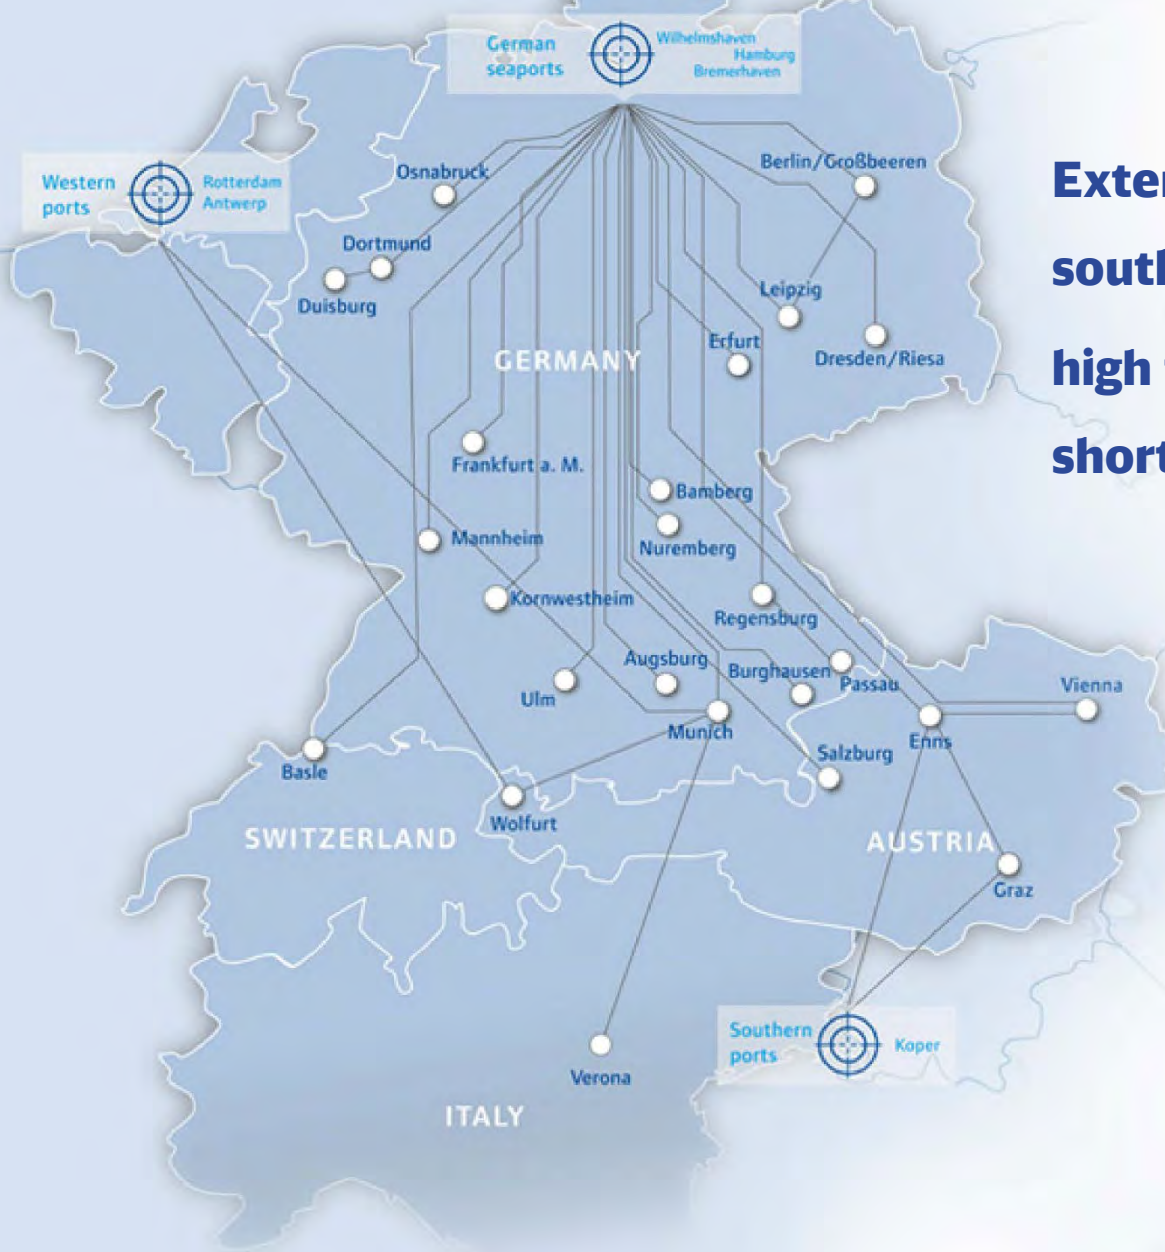 German
seaports
Wilhelmshaven
Hamburg
Bremerhaven
Western
ports
Rotterdam
Antwerp
Osnabruck
Berlin/Großbeeren
Dortmund
Duisburg
Leipzig
Erfurt
Dresden/Riesa
GERMANY
Frankfurt a. M.
Bamberg
Mannheim
Nuremberg
Kornwestheim
Regensburg
Augsburg
Burghausen
Passau
Ulm
Vienna
Munich
Enns
Salzburg
Basle
Wolfurt
SWITZERLAND
AUSTRIA
Graz
Southern
ports
Koper
Verona
ITALY
Exter
south
high
short